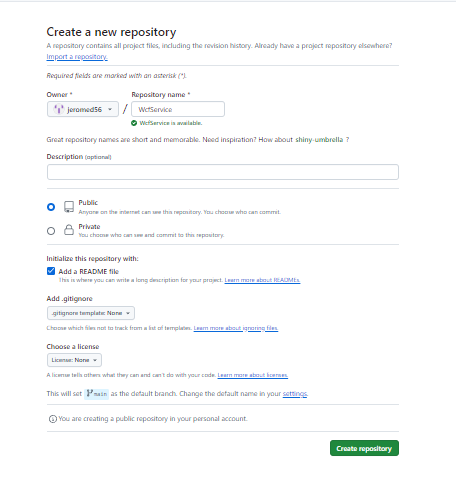 Create a new repository
A repository contains all project files, including the revision history. Already have a project repository elsewhere?
Import a repository.
Required fields are marked with an asterisk (*).
Owner * Repository name *
jeromed56 / WcfService
WcfService is available.
Great repository names are short and memorable. Need inspiration? How about shiny-umbrella ?
Description (optional)
Public
Anyone on the internet can see this repository. You choose who can commit.
Private
You choose who can see and commit to this repository.
Initialize this repository with:
Add a README file
This is where you can write a long description for your project. Learn more about READMEs.
Add .gitignore
.gitignore template: None
Choose which files not to track from a list of templates. Learn more about ignoring files.
Choose a license
License: None
A license tells others what they can and can't do with your code. Learn more about licenses.
This will set main as the default branch. Change the default name in your settings.
You are creating a public repository in your personal account.
Create repository